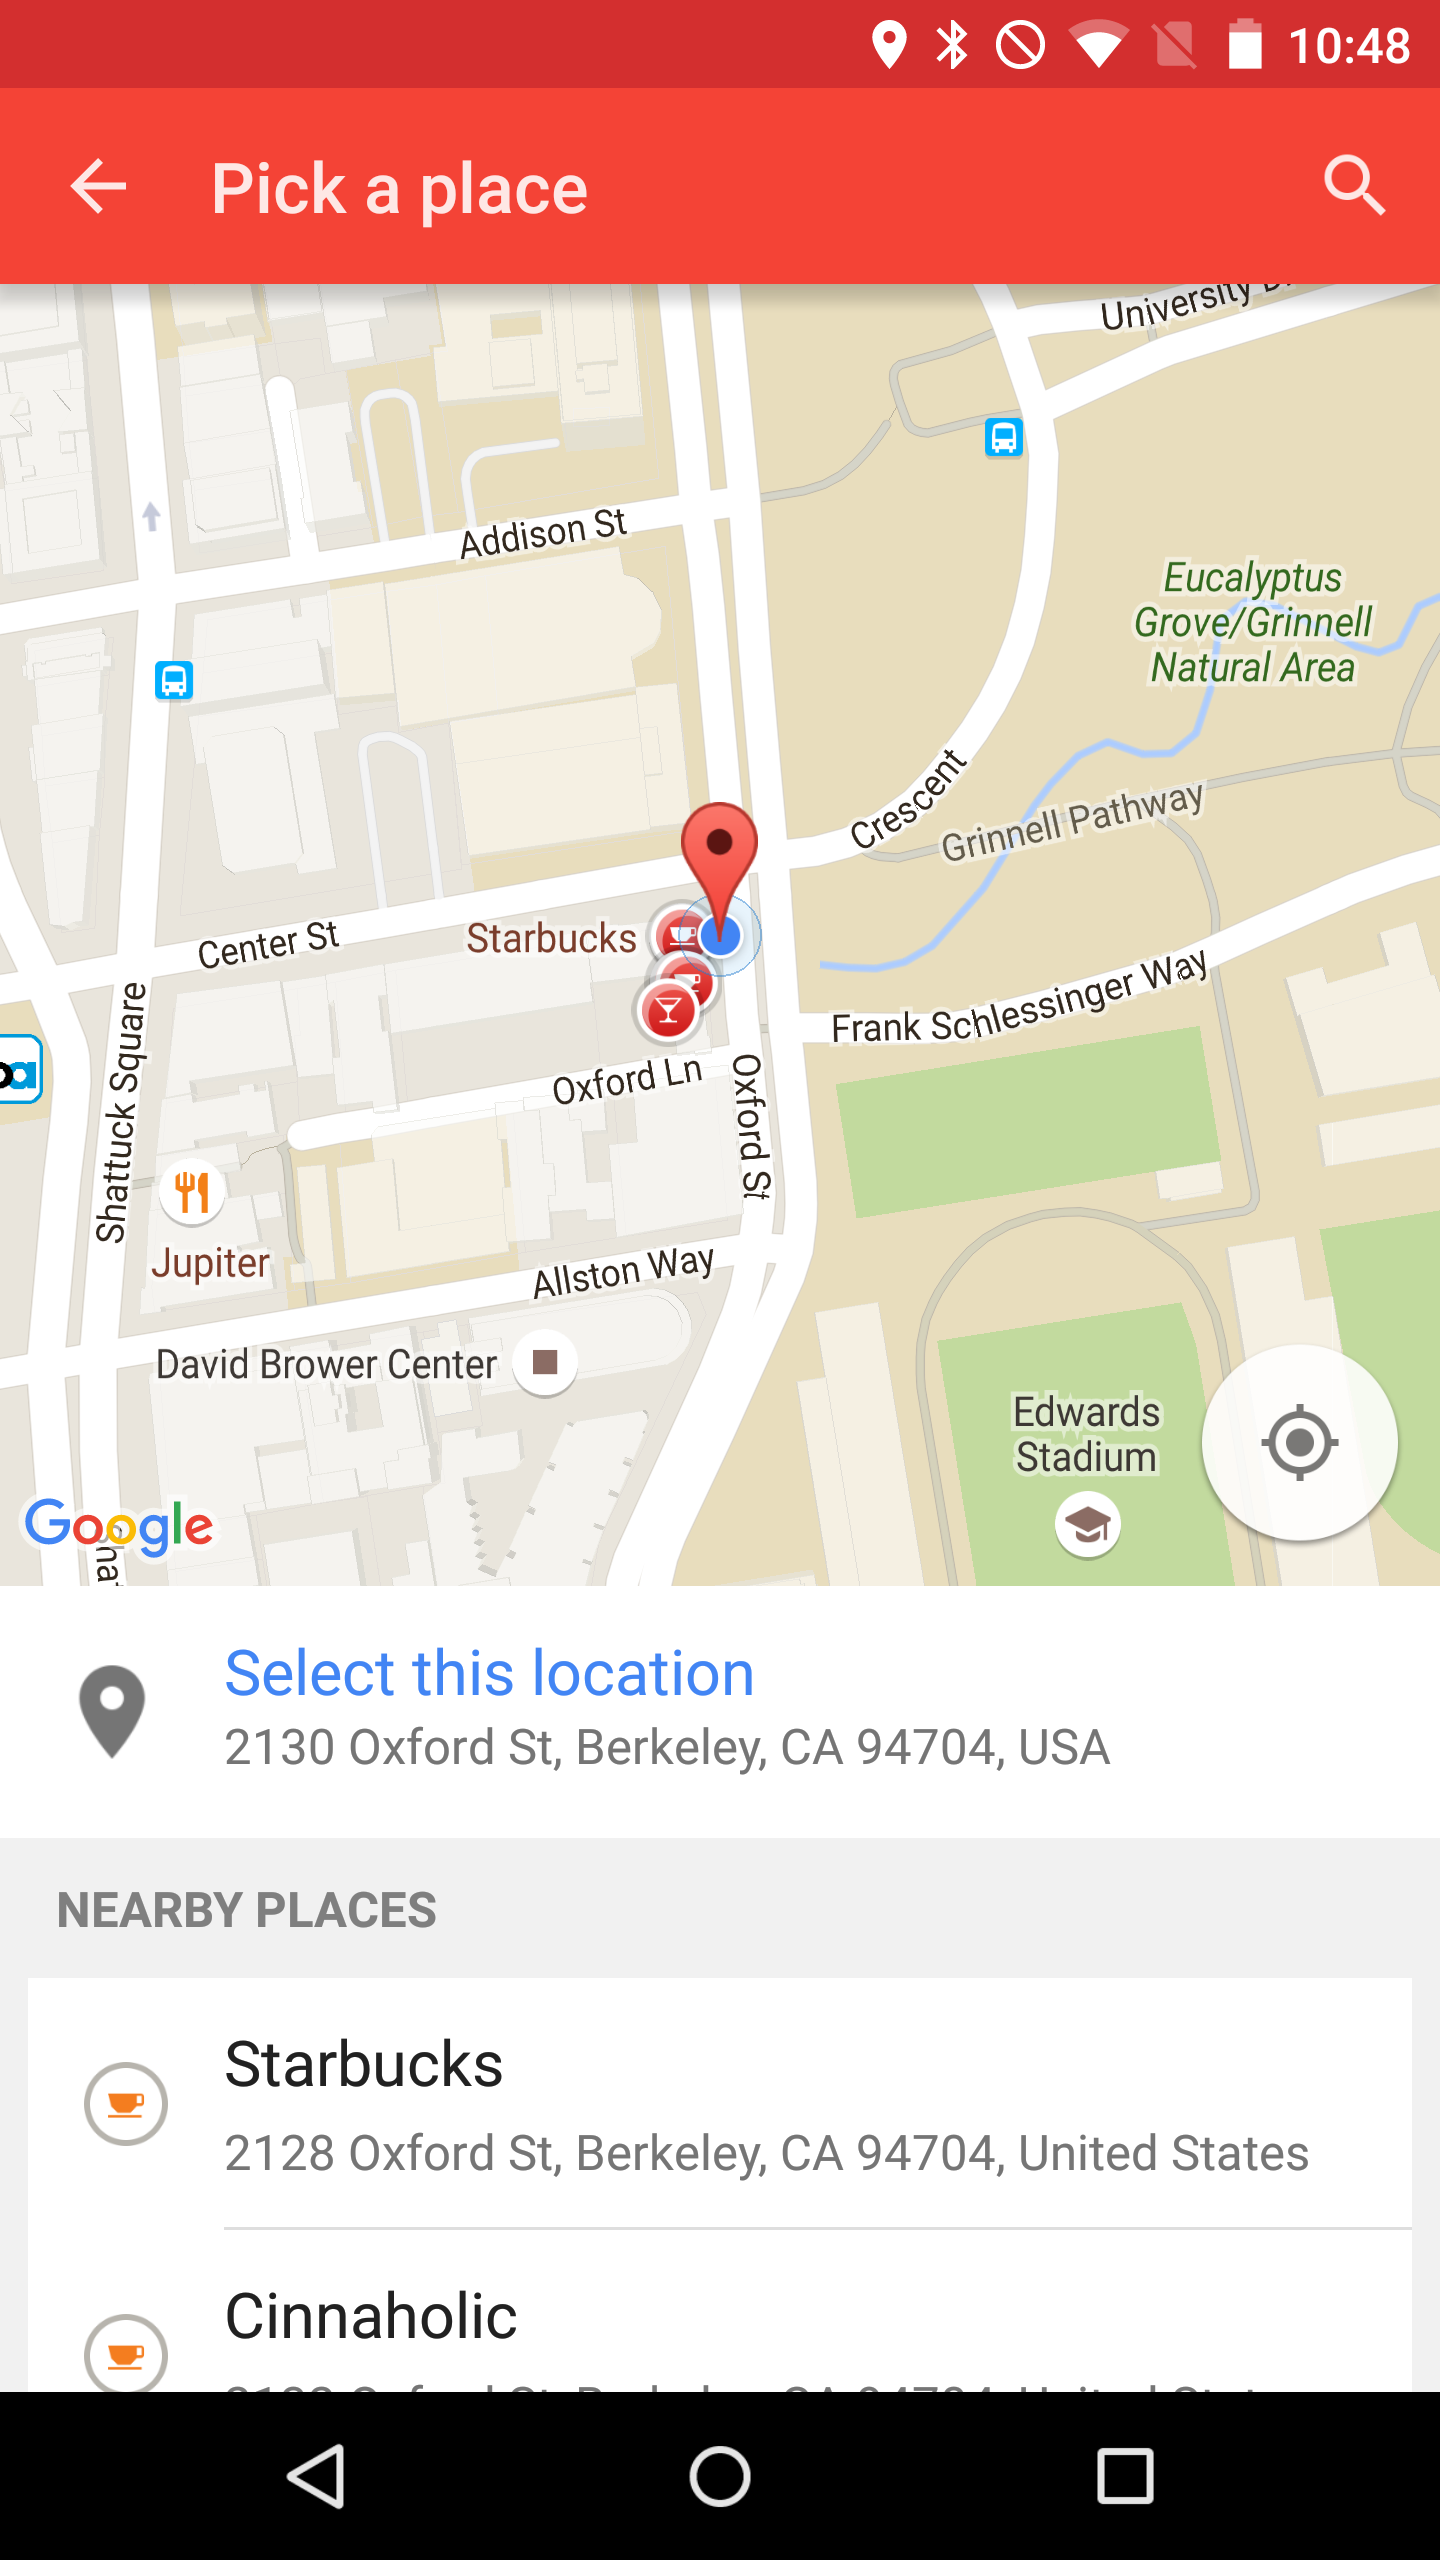 10:48
Pick a place
University
Addison St
Eucalyptus
Grove/Grinnell
Natural Area
Crescent
Grinnell Pathway
Starbucks
Center St
Frank Schlessinger Way
Shattuck Square
Oxford Ln
Oxford St
Jupiter
Allston Way
David Brower Center
Edwards
Stadium
Google
Select this location
2130 Oxford St, Berkeley, CA 94704, USA
NEARBY PLACES
Starbucks
2128 Oxford St, Berkeley, CA 94704, United States
Cinnaholic